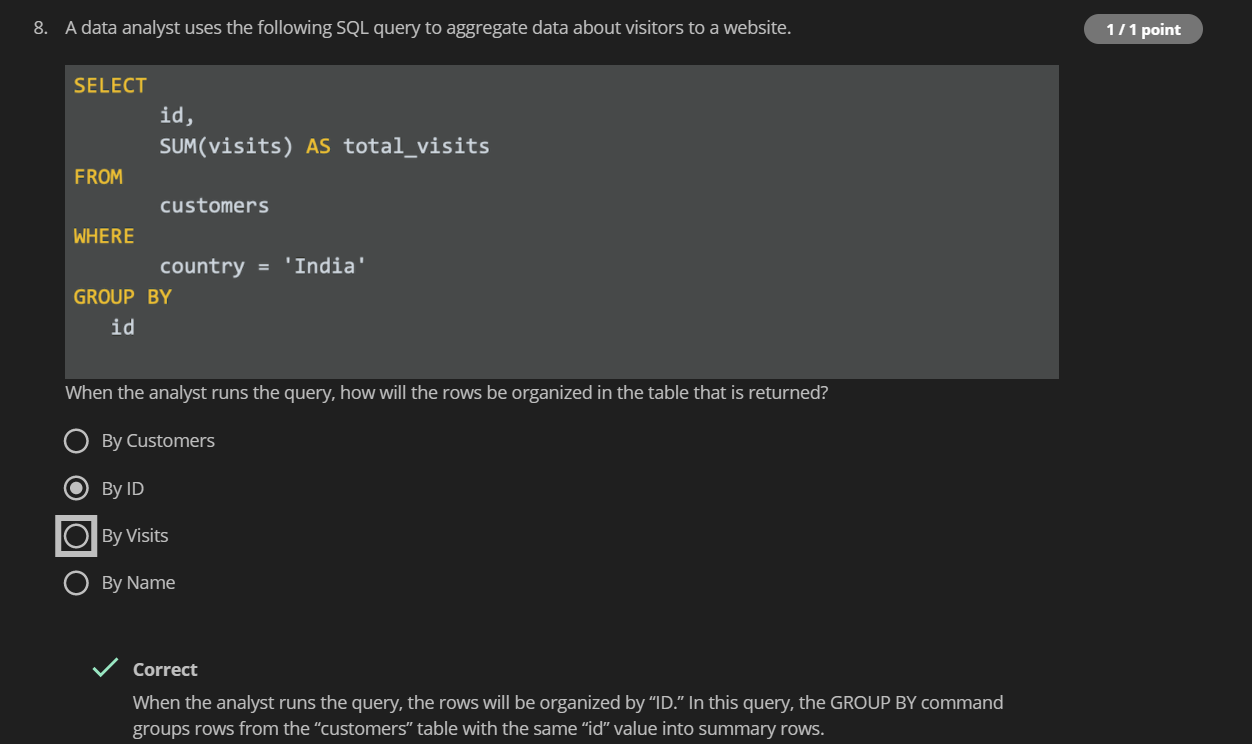 8. A data analyst uses the following SQL query to aggregate data about visitors to a website.
1 / 1 point
SELECT
id,
SUM(visits) AS total_visits
FROM
customers
WHERE
country = 'India'
GROUP BY
id
When the analyst runs the query, how will the rows be organized in the table that is returned?
By Customers
By ID
By Visits
By Name
Correct
When the analyst runs the query, the rows will be organized by “ID.” In this query, the GROUP BY command
groups rows from the “customers” table with the same “id” value into summary rows.